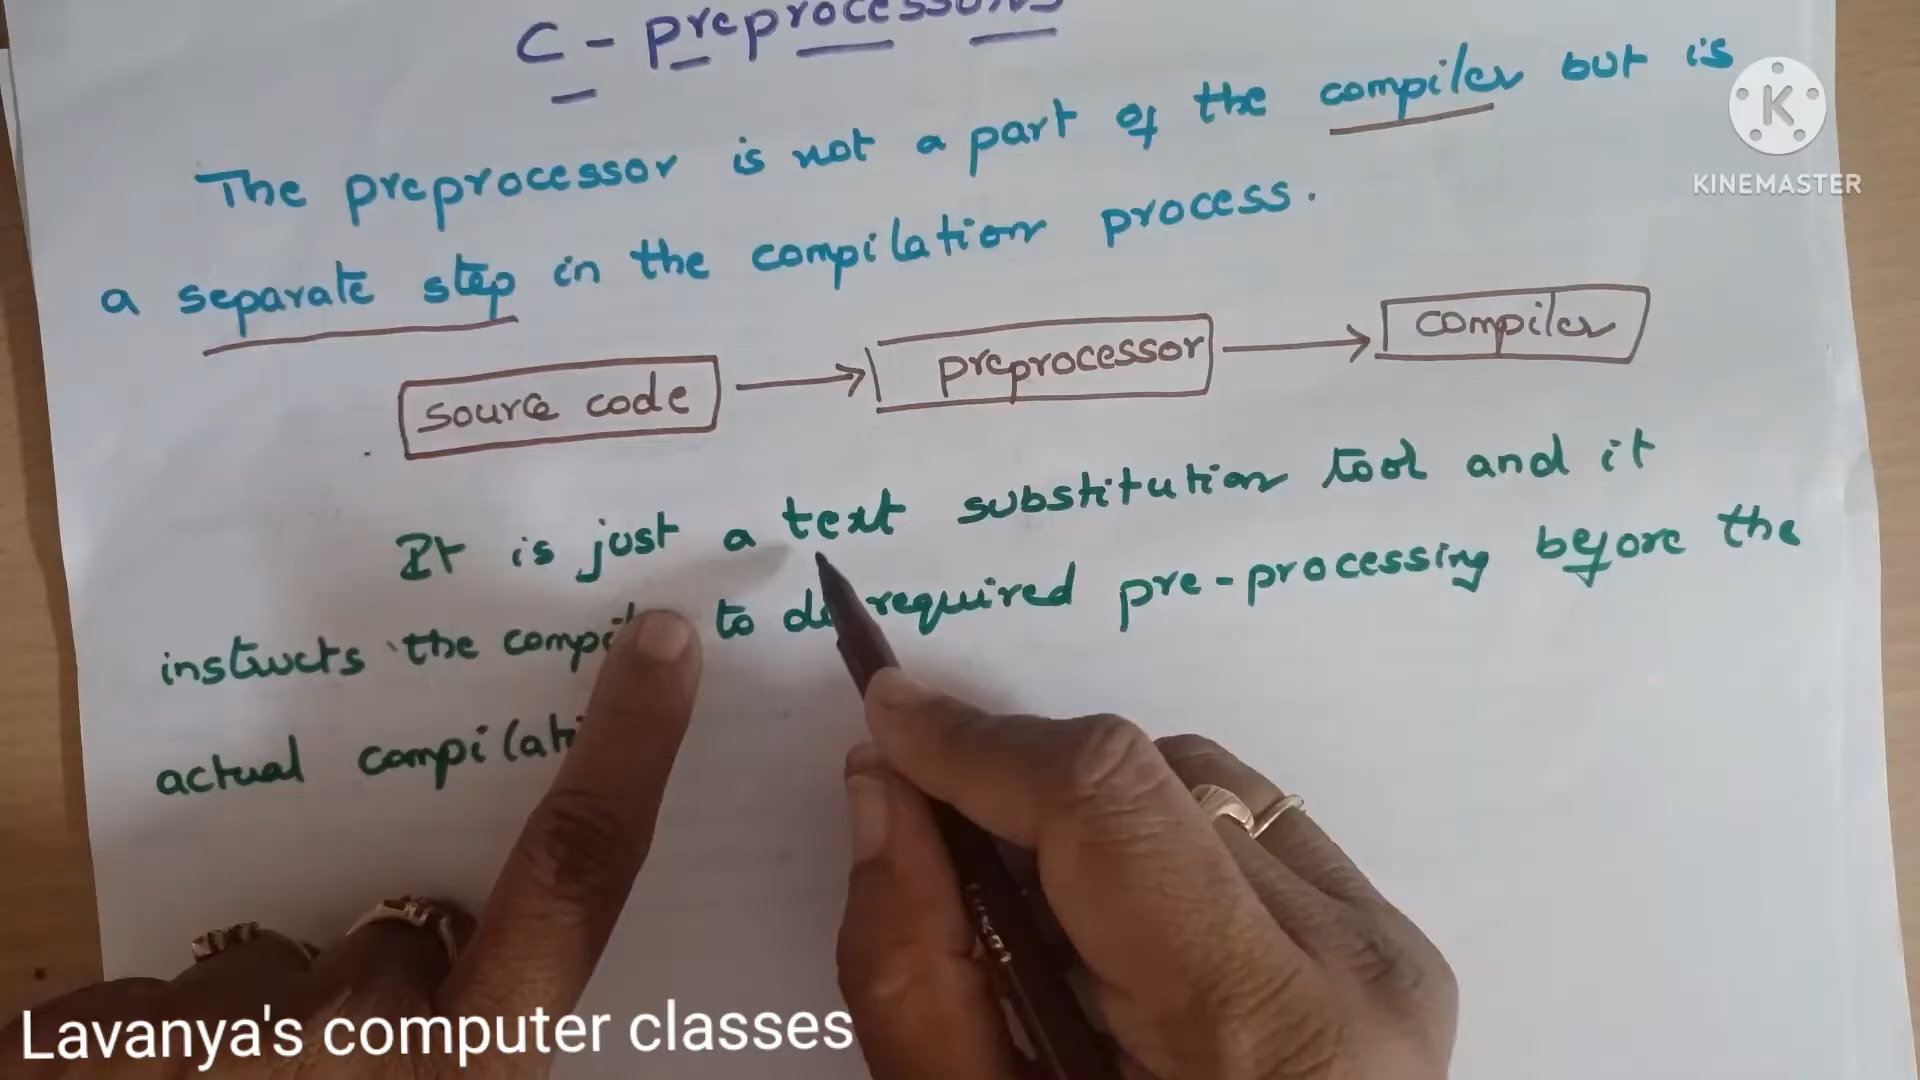 C - preprocessors
The preprocessor is not a part of the compiler but is
a separate step in the compilation process.
source code → preprocessor → compiler
It is just a text substitution tool and it
instructs the to required pre-processing before the
actual
K
KINEMASTER
Lavanya's computer classes